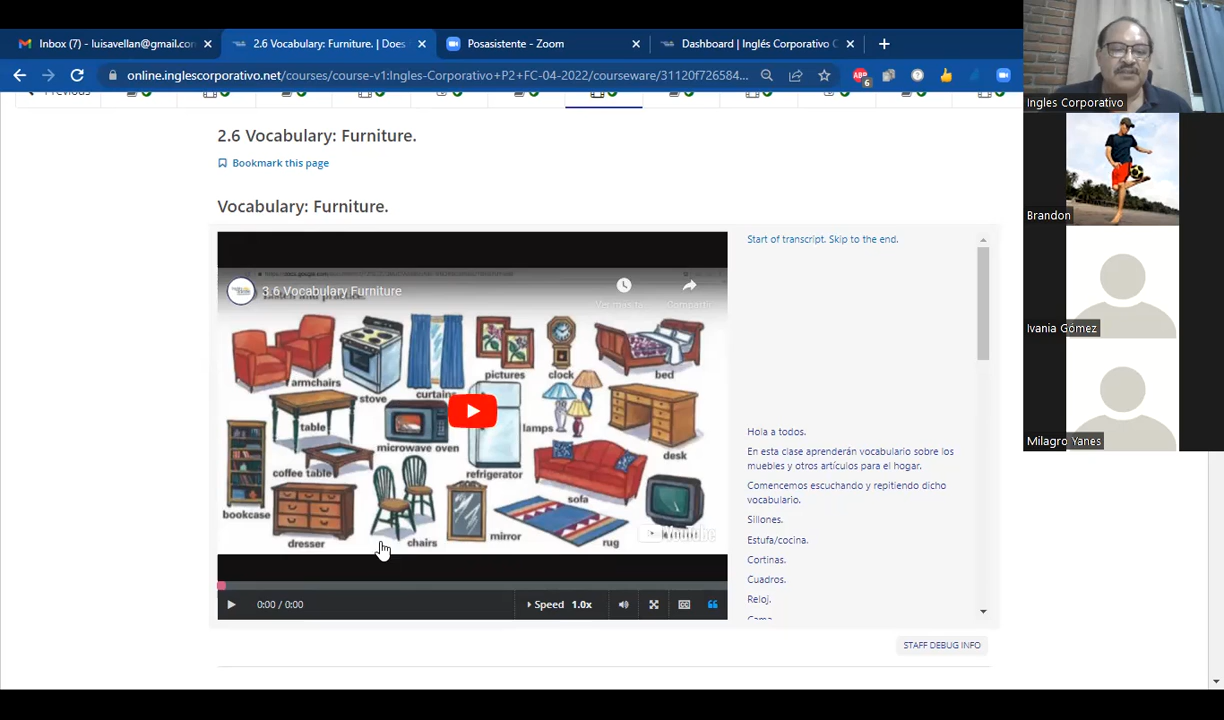 Inbox (7) - luisavellan@gmail.com
2.6 Vocabulary: Furniture. | Does
Posasistente - Zoom
Dashboard | Inglés Corporativo
online.inglescorporativo.net/courses/course-v1:Ingles-Corporativo+P2+FC-04-2022/courseware/31120f726584...
6
Ingles Corporativo
Brandon
Ivania Gómez
Milagro Yanes
2.6 Vocabulary: Furniture.
Bookmark this page
Vocabulary: Furniture.
3.6 Vocabulary Furniture
armchairs
stove
curtains
pictures
clock
bed
table
microwave oven
refrigerator
lamps
desk
coffee table
sofa
bookcase
dresser
chairs
mirror
rug
YouTube
0:00 / 0:00
Speed 1.0x
Start of transcript. Skip to the end.
Hola a todos.
En esta clase aprenderán vocabulario sobre los
muebles y otros artículos para el hogar.
Comencemos escuchando y repitiendo dicho
vocabulario.
Sillones.
Estufa/cocina.
Cortinas.
Cuadros.
Reloj.
Cama.
STAFF DEBUG INFO